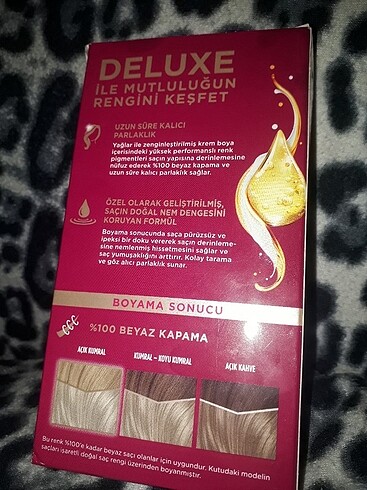 DELUXE
İLE MUTLULUĞUN
RENGİNİ KEŞFET
UZUN SÜRE KALICI
PARLAKLIK
Yağlar ile zenginleştirilmiş krem boya
içerisindeki yüksek performanslı renk
pigmentleri saçın yapısına derinlemesine
nüfuz ederek %100 beyaz kapama ve
uzun süre kalıcı parlaklık sağlar.
ÖZEL OLARAK GELİŞTİRİLMİŞ,
SAÇIN DOĞAL NEM DENGESİNİ
KORUYAN FORMÜL
Boyama sonucunda saça pürüzsüz ve
ipeksi bir doku vererek saçın derinleme-
sine nemlenmiş hissetmesini sağlar ve
saç yumuşaklığını arttırır. Kolay tarama
ve göz alıcı parlaklık sunar.
BOYAMA SONUCU
%100 BEYAZ KAPAMA
AÇIK KUMRAL
KUMRAL - KOYU KUMRAL
AÇIK KAHVE
Bu renk %100'e kadar beyaz saçı olanlar için uygundur. Kutudaki modelin
saçları işaretli doğal saç rengi üzerinden boyanmıştır.